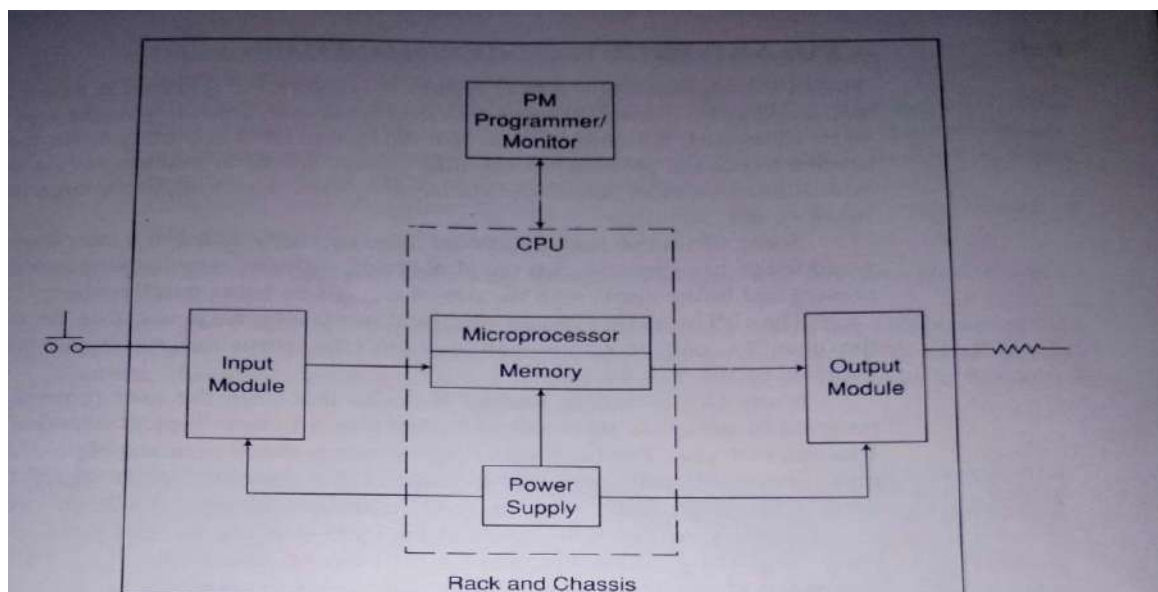 PM
Programmer/
Monitor
CPU
Input
Module
Microprocessor
Memory
Output
Module
Power
Supply
Rack and Chassis